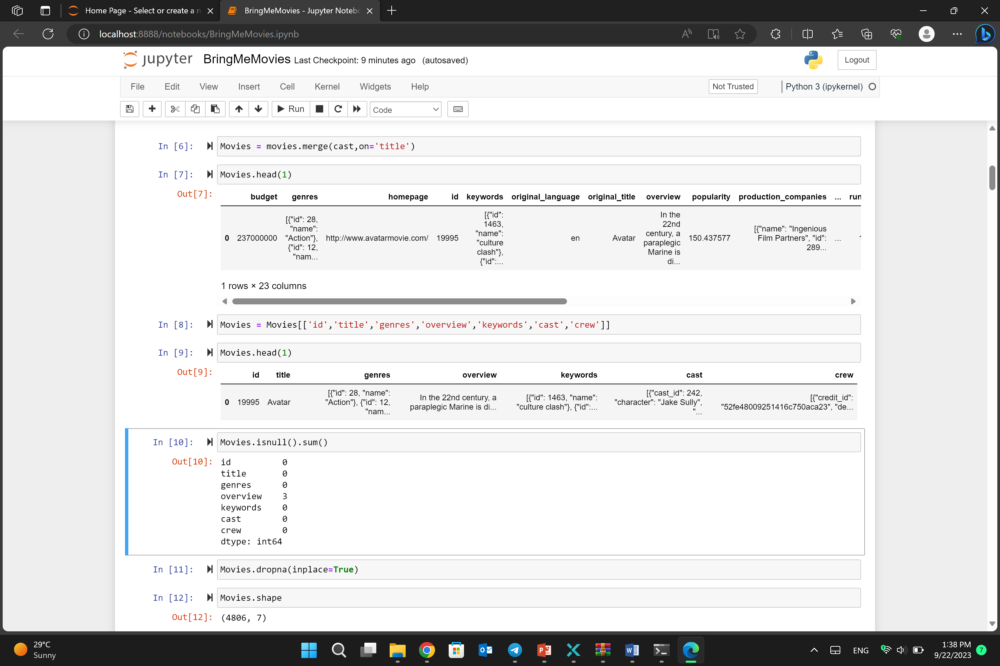 Home Page - Select or create a n
BringMeMovies - Jupyter Notebo
localhost:8888/notebooks/BringMeMovies.ipynb
jupyter BringMeMovies Last Checkpoint: 9 minutes ago (autosaved)
Logout
File Edit View Insert Cell Kernel Widgets Help
Not Trusted
Python 3 (ipykernel)
Run
Code
In [6]: Movies = movies.merge(cast,on='title')
In [7]: Movies.head(1)
Out[7]:
budget genres homepage id keywords original_language original_title overview popularity production_companies ... run
0 237000000 [{"id": 28, "name": "Action"}, {"id": 12, "nam... http://www.avatarmovie.com/ 19995 [{"id": 1463, "name": "culture clash"}, {"id":... en Avatar In the 22nd century, a paraplegic Marine is di... 150.437577 [{"name": "Ingenious Film Partners", "id": 289... ...
1 rows × 23 columns
In [8]: Movies = Movies[['id','title','genres','overview','keywords','cast','crew']]
In [9]: Movies.head(1)
Out[9]:
id title genres overview keywords cast crew
0 19995 Avatar [{"id": 28, "name": "Action"}, {"id": 12, "nam... In the 22nd century, a paraplegic Marine is di... [{"id": 1463, "name": "culture clash"}, {"id":... [{"cast_id": 242, "character": "Jake Sully", "... [{"credit_id": "52fe48009251416c750aca23", "de...
In [10]: Movies.isnull().sum()
Out[10]: id 0
title 0
genres 0
overview 3
keywords 0
cast 0
crew 0
dtype: int64
In [11]: Movies.dropna(inplace=True)
In [12]: Movies.shape
Out[12]: (4806, 7)
29°C
Sunny
ENG
1:38 PM
9/22/2023
7